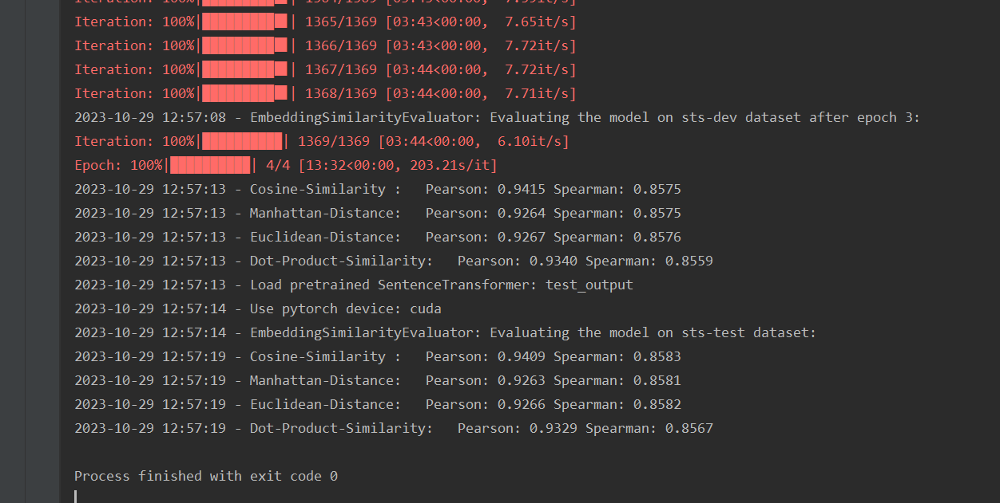 Iteration: 100%|██████████| 1364/1369 [03:43<00:00,  7.59it/s]
Iteration: 100%|██████████| 1365/1369 [03:43<00:00,  7.65it/s]
Iteration: 100%|██████████| 1366/1369 [03:43<00:00,  7.72it/s]
Iteration: 100%|██████████| 1367/1369 [03:44<00:00,  7.72it/s]
Iteration: 100%|██████████| 1368/1369 [03:44<00:00,  7.71it/s]
2023-10-29 12:57:08 - EmbeddingSimilarityEvaluator: Evaluating the model on sts-dev dataset after epoch 3:
Iteration: 100%|██████████| 1369/1369 [03:44<00:00,  6.10it/s]
Epoch: 100%|██████████| 4/4 [13:32<00:00, 203.21s/it]
2023-10-29 12:57:13 - Cosine-Similarity :	Pearson: 0.9415	Spearman: 0.8575
2023-10-29 12:57:13 - Manhattan-Distance:	Pearson: 0.9264	Spearman: 0.8575
2023-10-29 12:57:13 - Euclidean-Distance:	Pearson: 0.9267	Spearman: 0.8576
2023-10-29 12:57:13 - Dot-Product-Similarity:	Pearson: 0.9340	Spearman: 0.8559
2023-10-29 12:57:13 - Load pretrained SentenceTransformer: test_output
2023-10-29 12:57:14 - Use pytorch device: cuda
2023-10-29 12:57:14 - EmbeddingSimilarityEvaluator: Evaluating the model on sts-test dataset:
2023-10-29 12:57:19 - Cosine-Similarity :	Pearson: 0.9409	Spearman: 0.8583
2023-10-29 12:57:19 - Manhattan-Distance:	Pearson: 0.9263	Spearman: 0.8581
2023-10-29 12:57:19 - Euclidean-Distance:	Pearson: 0.9266	Spearman: 0.8582
2023-10-29 12:57:19 - Dot-Product-Similarity:	Pearson: 0.9329	Spearman: 0.8567
Process finished with exit code 0